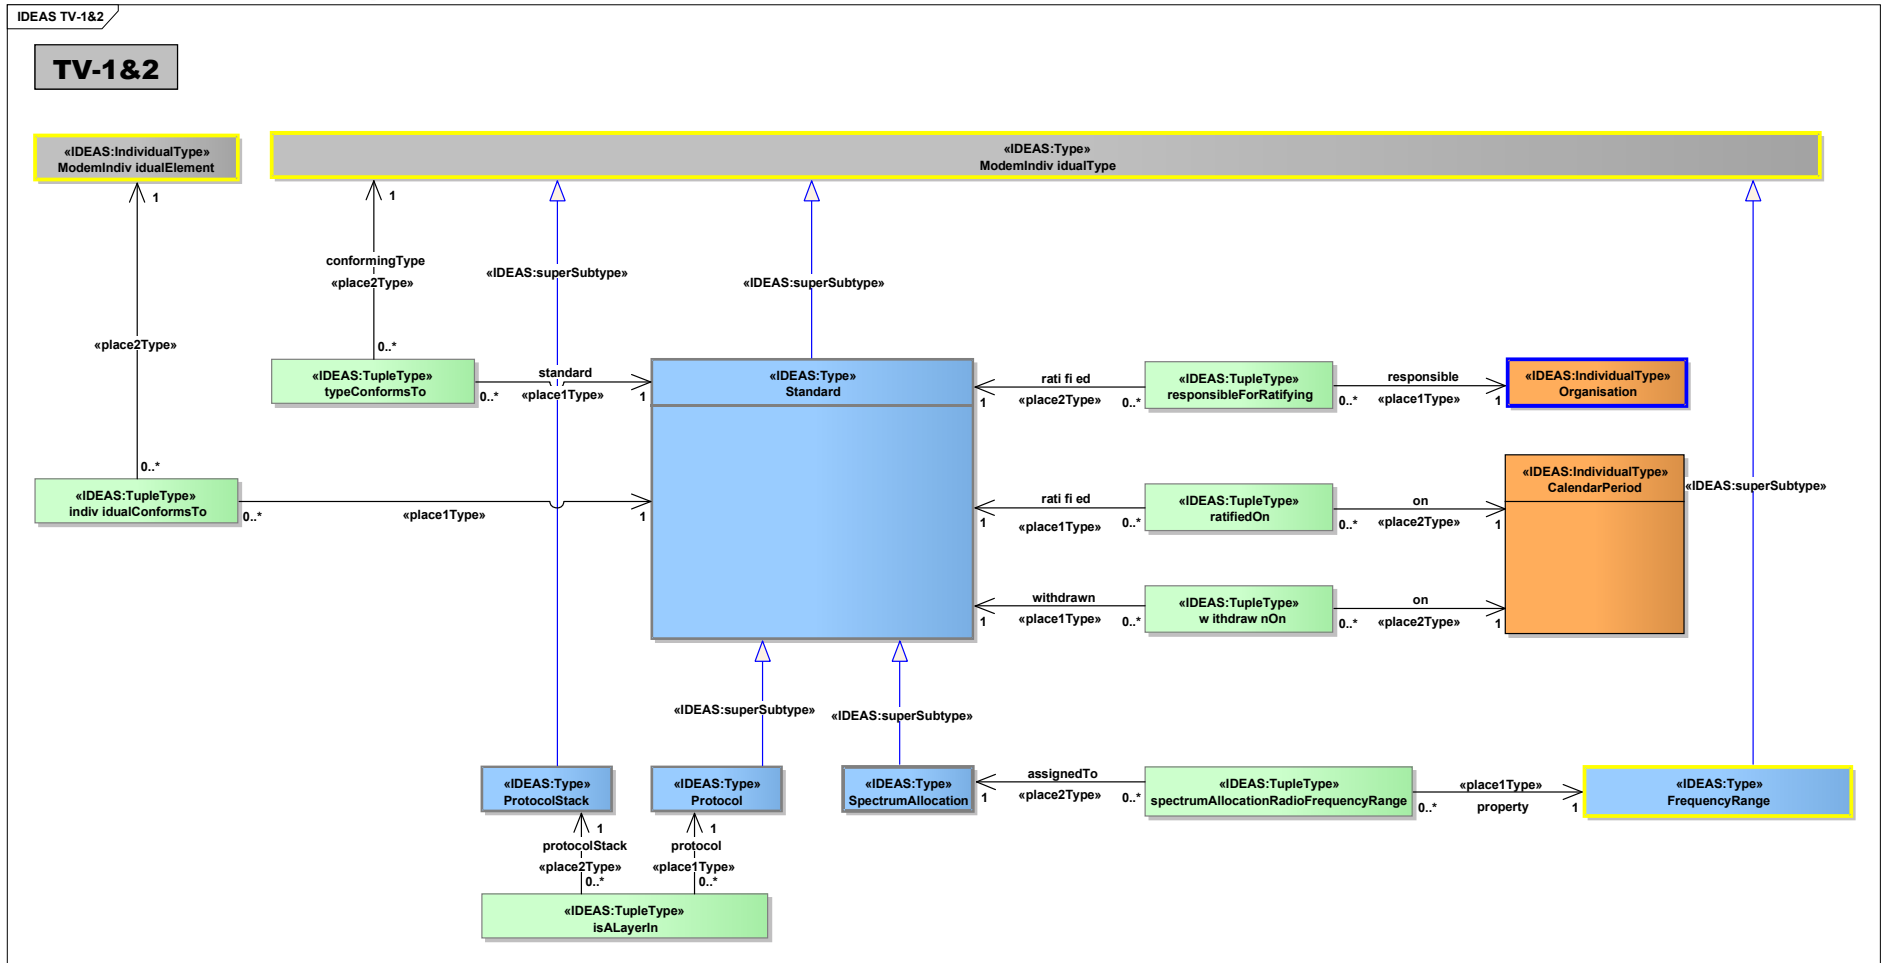 IDEAS TV-1&2
TV-1&2
«IDEAS:IndividualType»
ModemIndiv idualElement
«IDEAS:Type»
ModemIndiv idualType
1
1
conformingType
«place2Type»
«IDEAS:superSubtype»
«IDEAS:superSubtype»
«place2Type»
0..*
«IDEAS:TupleType»
typeConformsTo
standard
0..*
«place1Type»
1
«IDEAS:Type»
Standard
rati fi ed
1
«place2Type»
0..*
«IDEAS:TupleType»
responsibleForRatifying
responsible
0..*
«place1Type»
1
«IDEAS:IndividualType»
Organisation
0..*
«IDEAS:TupleType»
indiv idualConformsTo
0..*
«place1Type»
1
rati fi ed
1
«place1Type»
0..*
«IDEAS:TupleType»
ratifiedOn
on
0..*
«place2Type»
1
«IDEAS:IndividualType»
CalendarPeriod
«IDEAS:superSubtype»
withdrawn
1
«place1Type»
0..*
«IDEAS:TupleType»
w ithdraw nOn
on
0..*
«place2Type»
1
«IDEAS:superSubtype»
«IDEAS:superSubtype»
«IDEAS:Type»
ProtocolStack
«IDEAS:Type»
Protocol
«IDEAS:Type»
SpectrumAllocation
assignedTo
1
«place2Type»
0..*
«IDEAS:TupleType»
spectrumAllocationRadioFrequencyRange
«place1Type»
0..*
property
1
«IDEAS:Type»
FrequencyRange
1
protocolStack
«place2Type»
0..*
1
protocol
«place1Type»
0..*
«IDEAS:TupleType»
isALayerIn